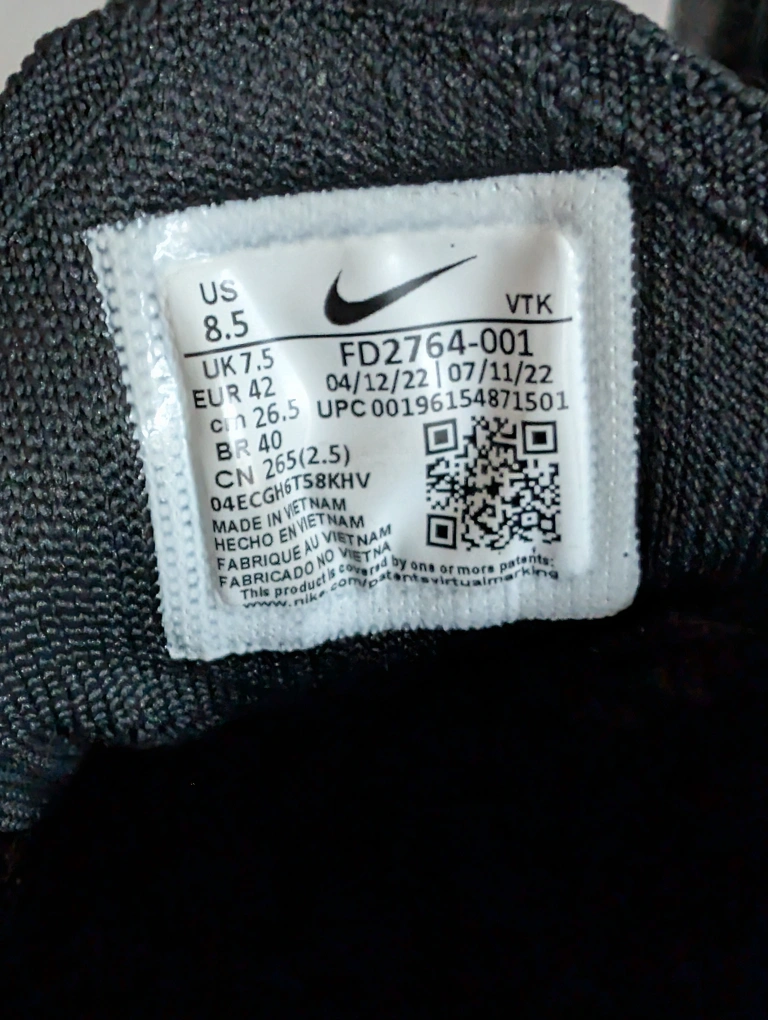 US
8.5
VTK
UK 7.5
EUR 42
cm 26.5
BR 40
CN 265(2.5)
FD2764-001
04/12/22 | 07/11/22
UPC 00196154871501
04ECGH6T58KHV
MADE IN VIETNAM
HECHO EN VIETNAM
FABRIQUE AU VIETNAM
FABRICADO NO VIETNA
This product is covered by one or more patents:
www.nike.com/patentsvirtualmarking